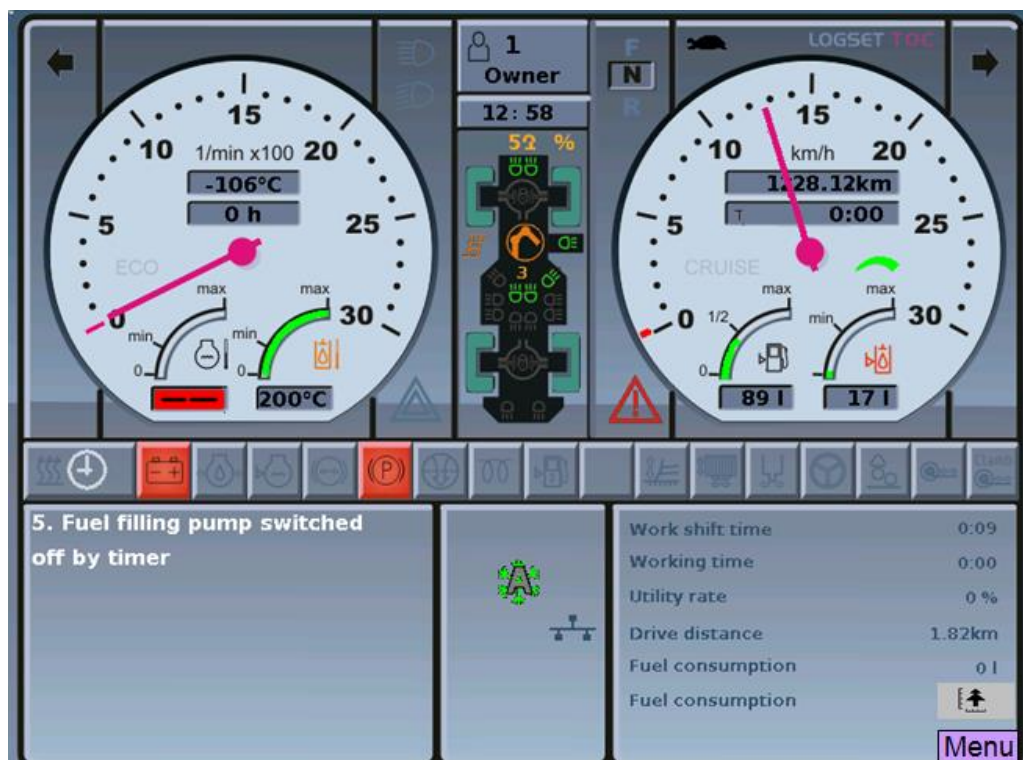 1
Owner
12:58
F
N
R
LOGSET TOC
52 %
3
15
10
1/min x100
20
-106°C
0 h
5
25
ECO
max
max
0
30
min
min
0
0
200°C
15
10
km/h
20
1228.12km
T 0:00
5
25
CRUISE
max
max
0
1/2
min
30
0
0
89 l
17 l
P
Clamb
5. Fuel filling pump switched
off by timer
A
Work shift time 0:09
Working time 0:00
Utility rate 0 %
Drive distance 1.82km
Fuel consumption 0 l
Fuel consumption
Menu